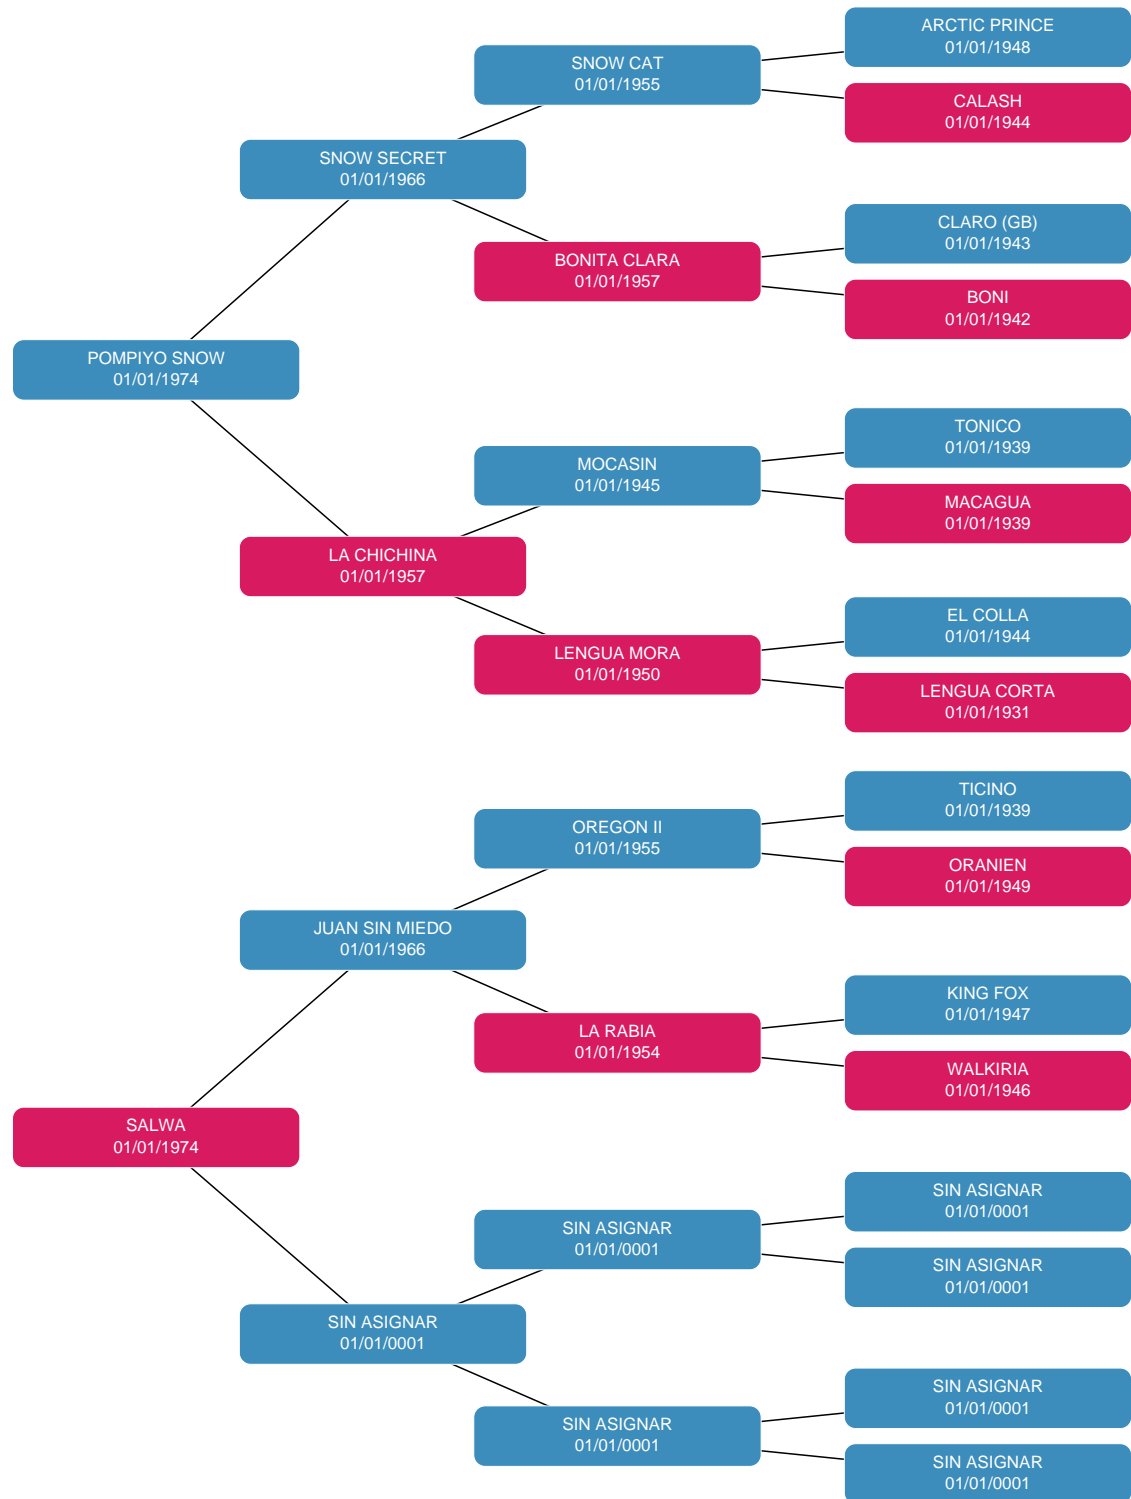 ARCTIC PRINCE
01/01/1948
SNOW CAT
01/01/1955
CALASH
01/01/1944
SNOW SECRET
01/01/1966
CLARO (GB)
01/01/1943
BONITA CLARA
01/01/1957
BONI
01/01/1942
POMPIYO SNOW
01/01/1974
TONICO
01/01/1939
MOCASIN
01/01/1945
MACAGUA
01/01/1939
LA CHICHINA
01/01/1957
EL COLLA
01/01/1944
LENGUA MORA
01/01/1950
LENGUA CORTA
01/01/1931
TICINO
01/01/1939
OREGON II
01/01/1955
ORANIEN
01/01/1949
JUAN SIN MIEDO
01/01/1966
KING FOX
01/01/1947
LA RABIA
01/01/1954
WALKIRIA
01/01/1946
SALWA
01/01/1974
SIN ASIGNAR
01/01/0001
SIN ASIGNAR
01/01/0001
SIN ASIGNAR
01/01/0001
SIN ASIGNAR
01/01/0001
SIN ASIGNAR
01/01/0001
SIN ASIGNAR
01/01/0001
SIN ASIGNAR
01/01/0001